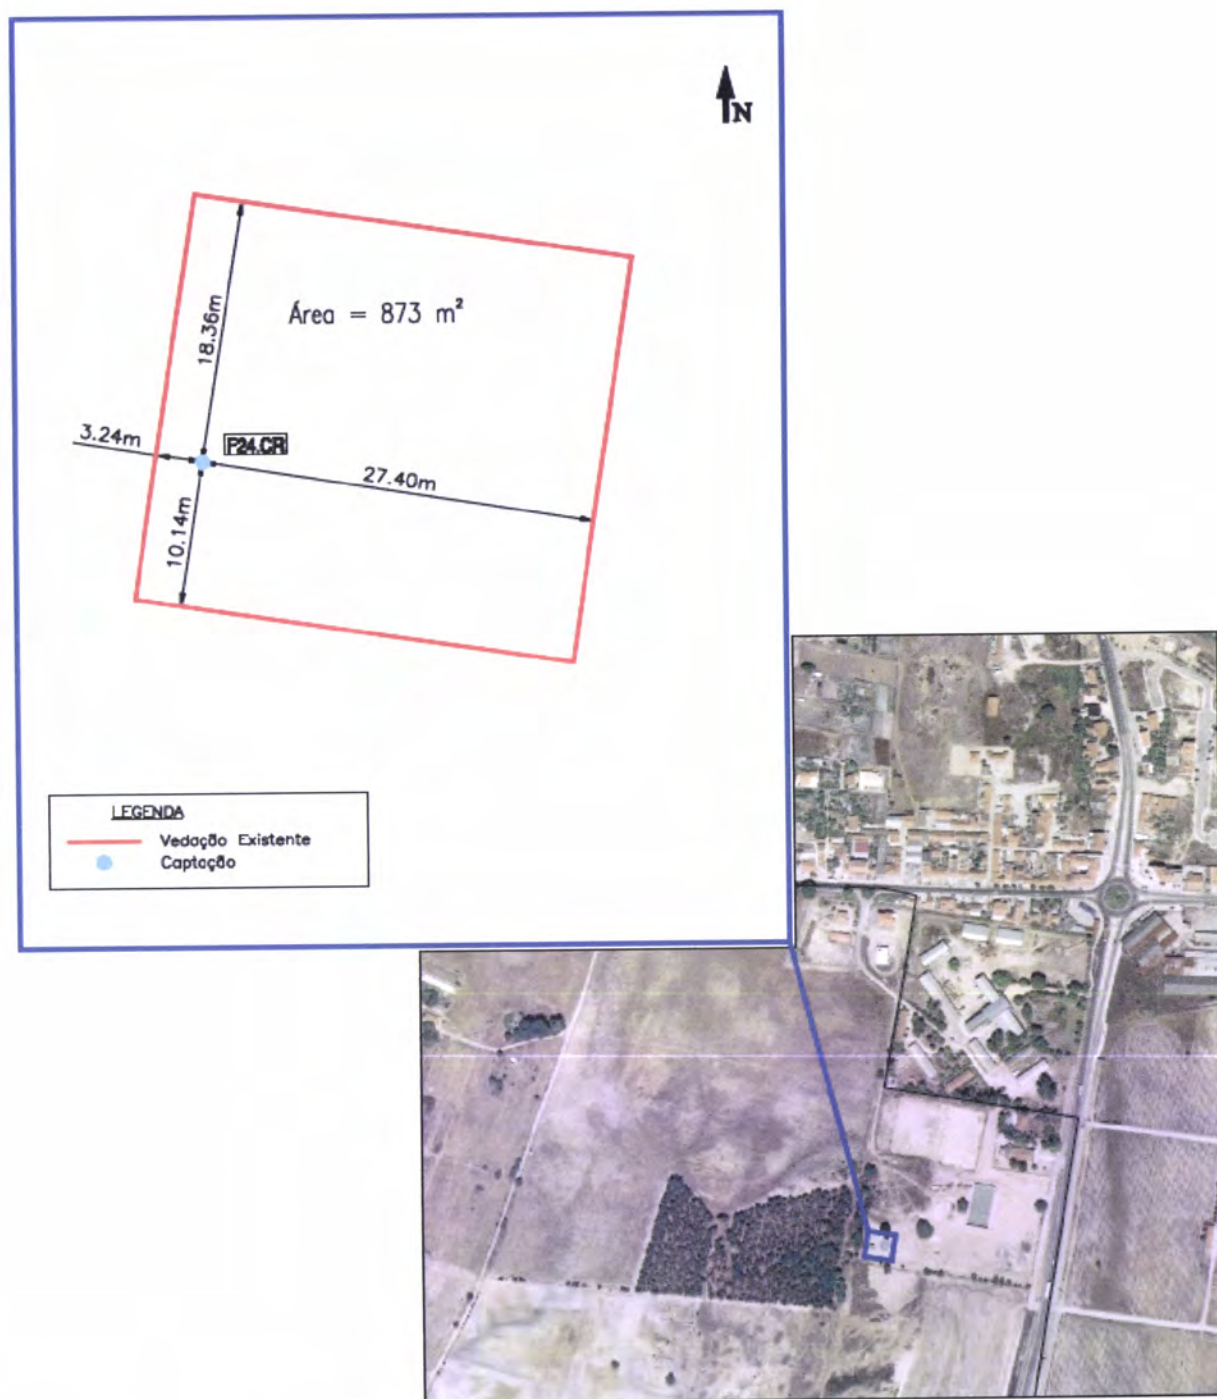 N
18.36m
Área = 873 m²
3.24m
P24.CR
27.40m
10.14m
LEGENDA
Vedação Existente
Captação